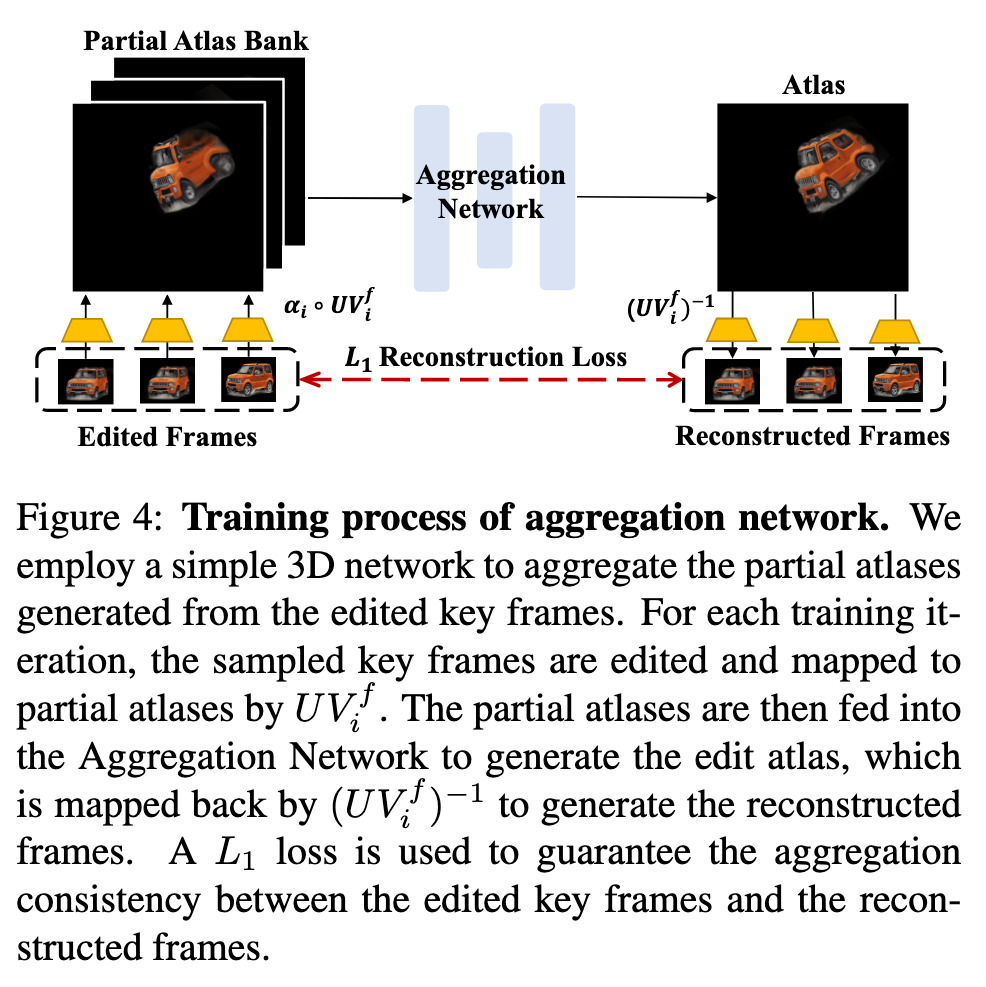 Partial Atlas Bank
Atlas
Aggregation
Network
α_i ∘ UV_i^f
(UV_i^f)^{-1}
L_1 Reconstruction Loss
Edited Frames
Reconstructed Frames
Figure 4: Training process of aggregation network. We
employ a simple 3D network to aggregate the partial atlases
generated from the edited key frames. For each training it-
eration, the sampled key frames are edited and mapped to
partial atlases by UV_i^f. The partial atlases are then fed into
the Aggregation Network to generate the edit atlas, which
is mapped back by (UV_i^f)^{-1} to generate the reconstructed
frames. A L_1 loss is used to guarantee the aggregation
consistency between the edited key frames and the recon-
structed frames.